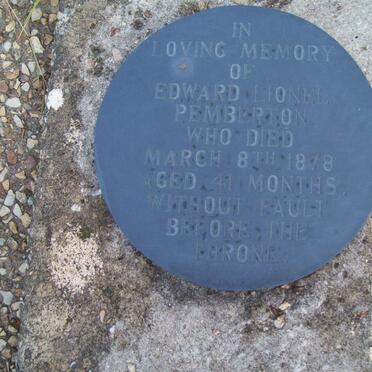 IN
LOVING MEMORY
OF
EDWARD LIONEL
PEMBERTON
WHO DIED
MARCH 8TH 1878
AGED 41 MONTHS.
WITHOUT FAULT
BEFORE THE
THRONE.